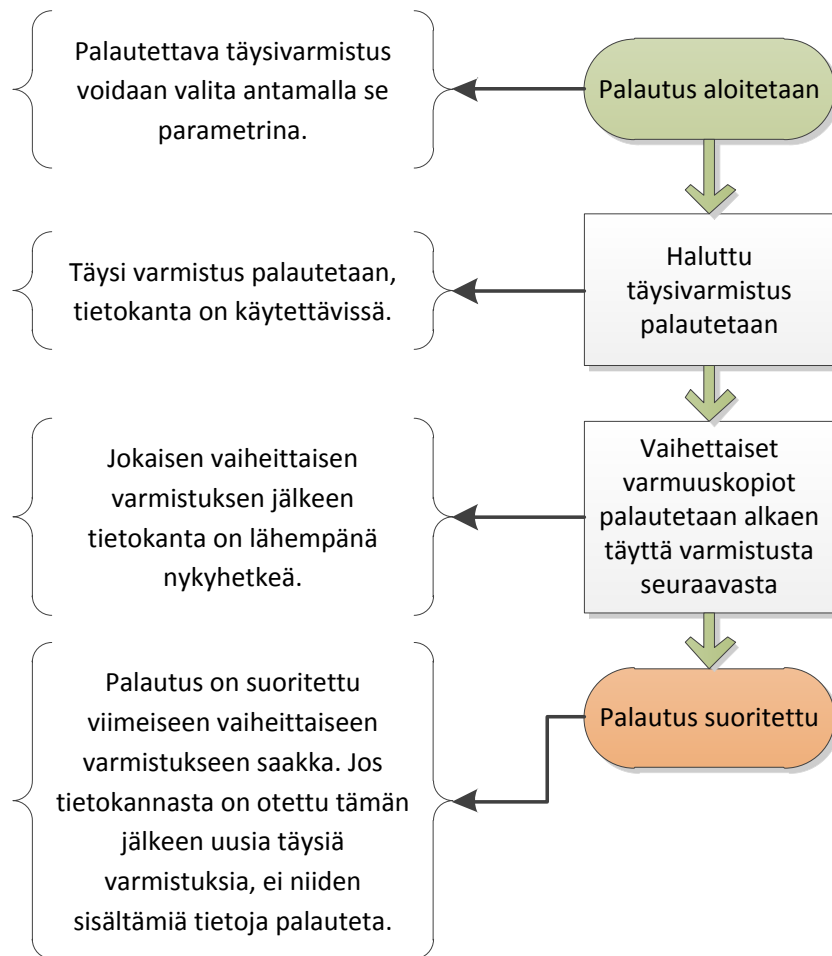 Palautettava täysivarmistus
voidaan valita antamalla se
parametrina.
Palautus aloitetaan
Täysi varmistus palautetaan,
tietokanta on käytettävissä.
Haluttu
täysivarmistus
palautetaan
Jokaisen vaiheittaisen
varmistuksen jälkeen
tietokanta on lähempänä
nykyhetkeä.
Vaihettaiset
varmuuskopiot
palautetaan alkaen
täyttä varmistusta
seuraavasta
Palautus on suoritettu
viimeiseen vaiheittaiseen
varmistukseen saakka. Jos
tietokannasta on otettu tämän
jälkeen uusia täysiä
varmistuksia, ei niiden
sisältämiä tietoja palauteta.
Palautus suoritettu